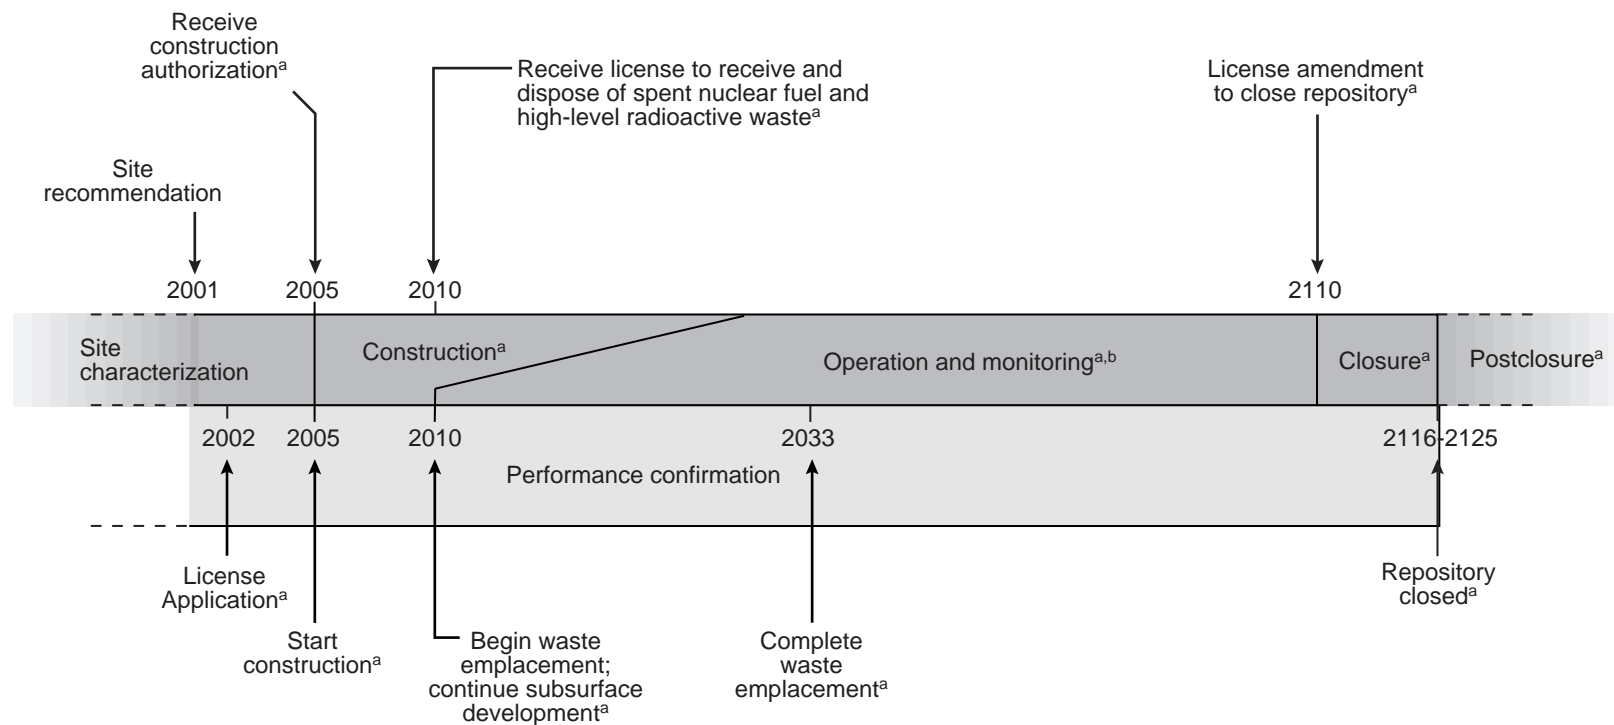 Receive
construction
authorizationa
Receive license to receive and
dispose of spent nuclear fuel and
high-level radioactive wastea
License amendment
to close repositorya
Site
recommendation
2001
2005
2010
2110
Site
characterization
Constructiona
Operation and monitoringa,b
Closurea
Postclosurea
2002
2005
2010
2033
2116-2125
Performance confirmation
License
Applicationa
Start
constructiona
Begin waste
emplacement;
continue subsurface
developmenta
Complete
waste
emplacementa
Repository
closeda